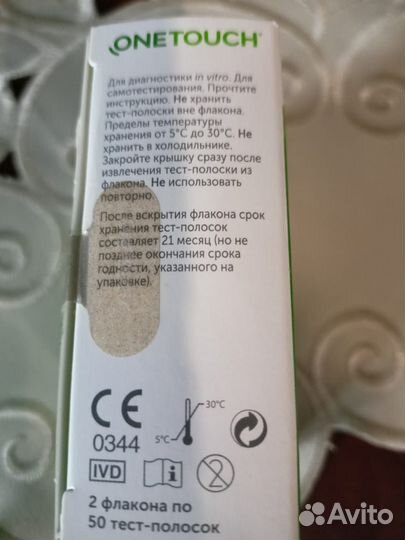 ONETOUCH®
Для диагностики in vitro. Для
самотестирования. Прочтите
инструкцию. Не хранить
тест-полоски вне флакона.
Пределы температуры
хранения от 5°C до 30°C. Не
хранить в холодильнике.
Закройте крышку сразу после
извлечения тест-полоски из
флакона. Не использовать
повторно.
После вскрытия флакона срок
хранения тест-полосок
составляет 21 месяц (но не
позднее окончания срока
годности, указанного на
упаковке).
CE
0344
30°C
5°C
IVD
i
2
2 флакона по
50 тест-полосок
Avito